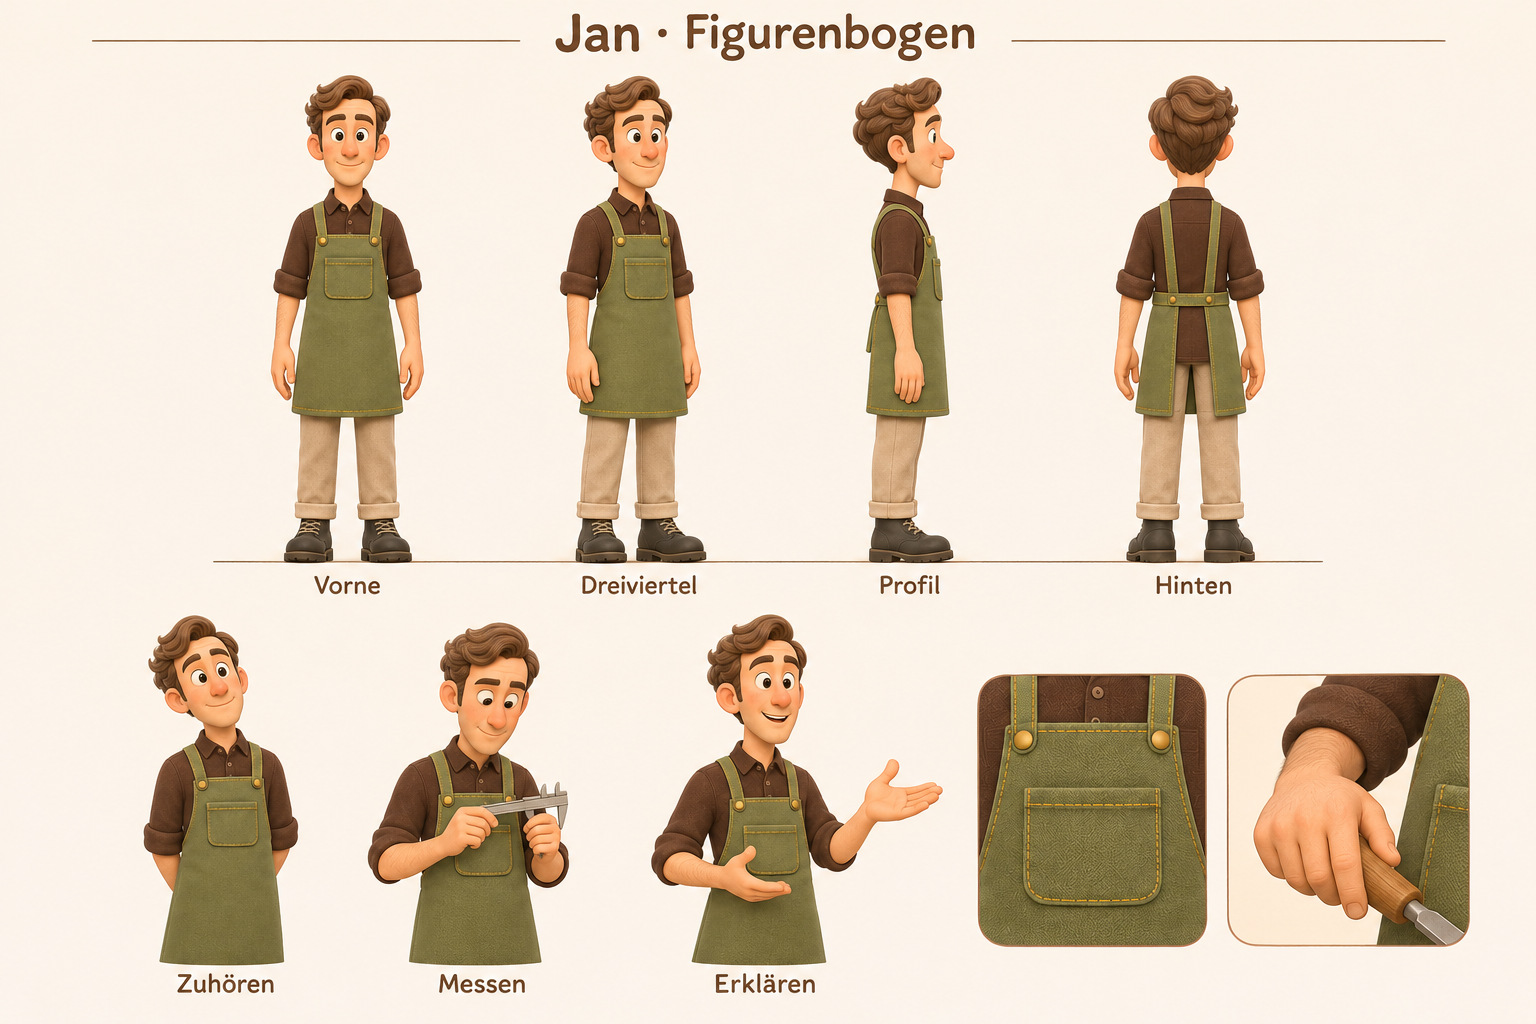 Jan · Figurenbogen
Vorne
Dreiviertel
Profil
Hinten
Zuhören
Messen
Erklären